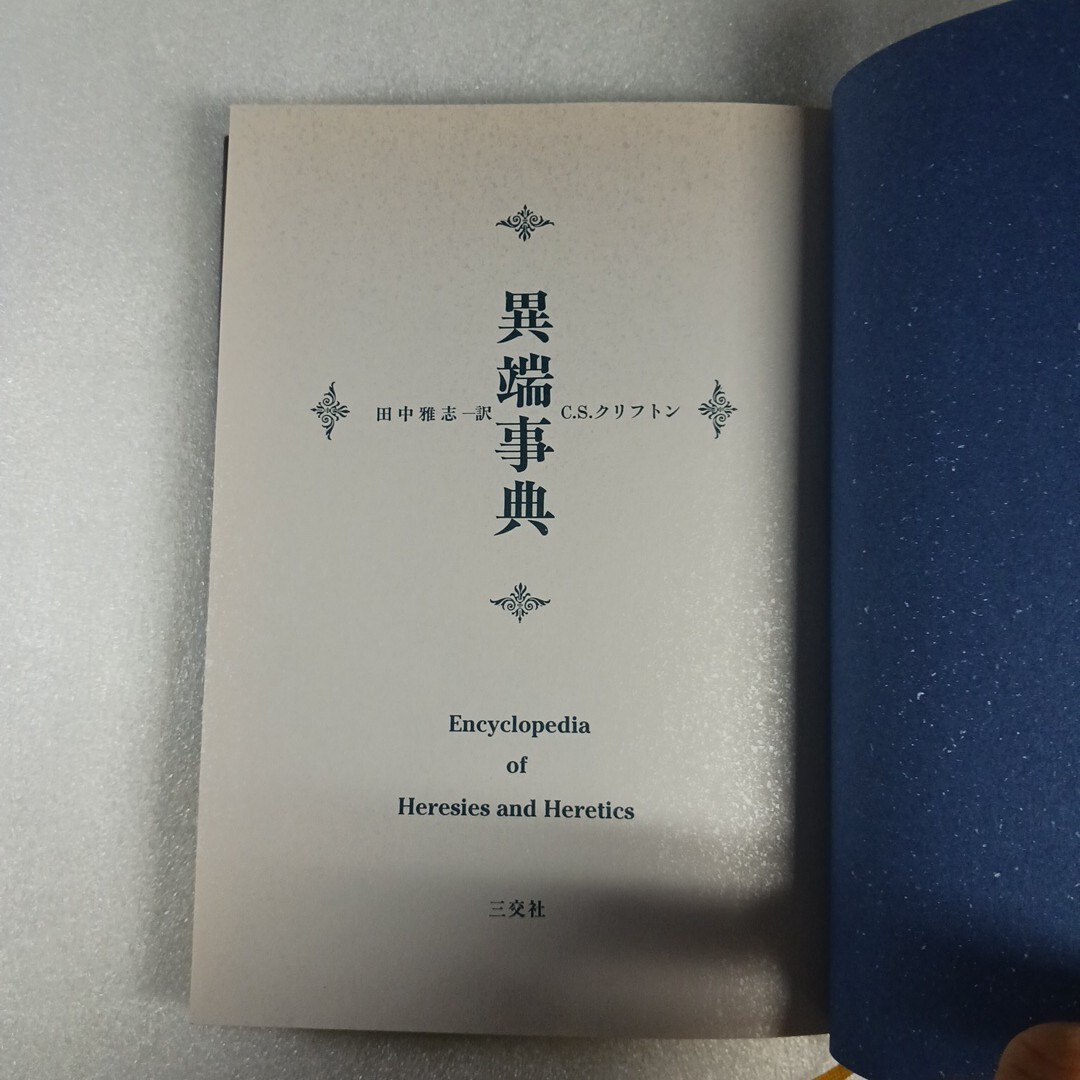 異端事典
C.S.クリフトン
田中雅志—訳
Encyclopedia
of
Heresies and Heretics
三交社